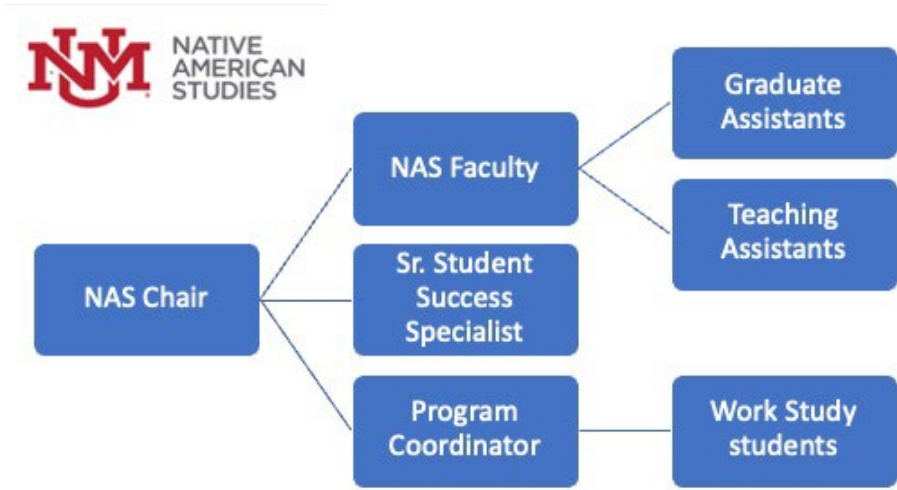 UNM
NATIVE
AMERICAN
STUDIES
NAS Chair
NAS Faculty
Sr. Student
Success
Specialist
Program
Coordinator
Graduate
Assistants
Teaching
Assistants
Work Study
students